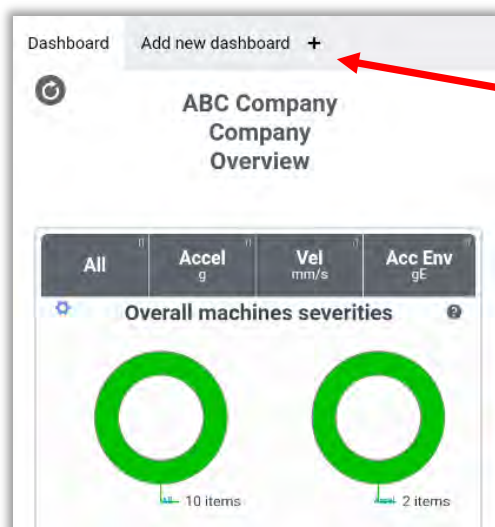 Dashboard Add new dashboard +
ABC Company
Company
Overview
All Accel Vel Acc Env
g mm/s gE
Overall machines severities ?
10 items 2 items